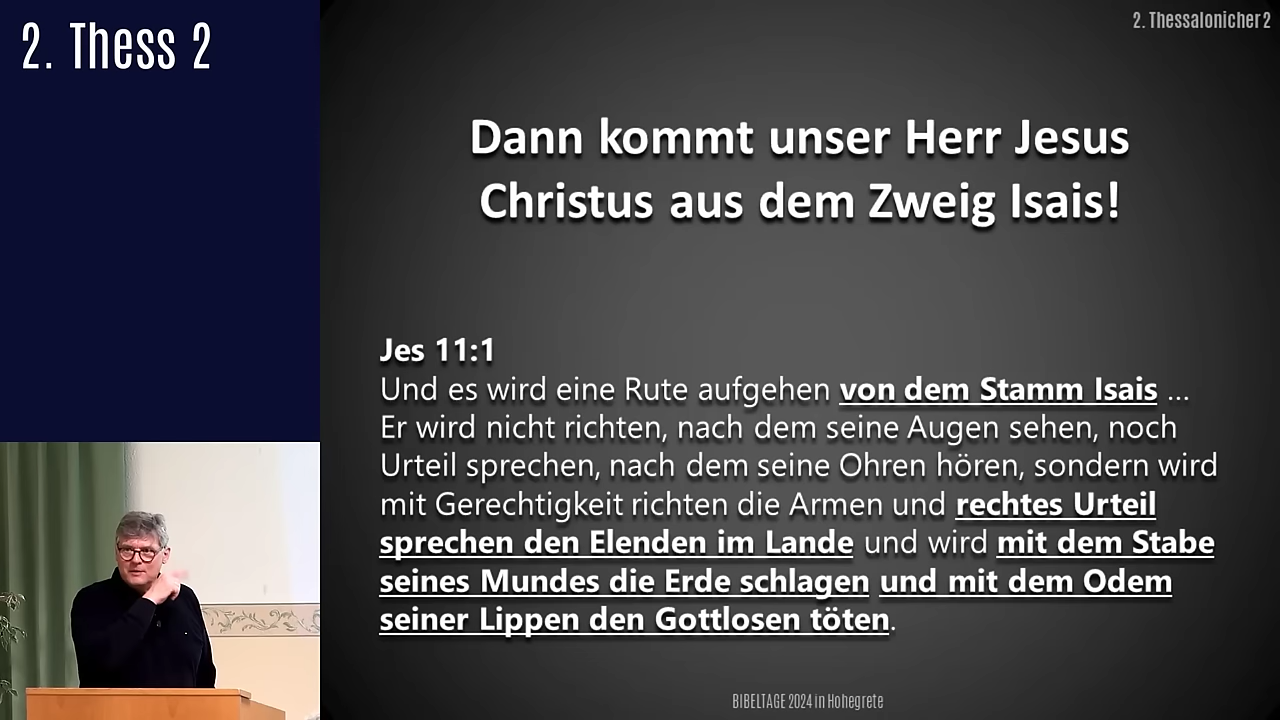 2. Thess 2
2. Thessalonicher 2
Dann kommt unser Herr Jesus
Christus aus dem Zweig Isais!
Jes 11:1
Und es wird eine Rute aufgehen von dem Stamm Isais ...
Er wird nicht richten, nach dem seine Augen sehen, noch
Urteil sprechen, nach dem seine Ohren hören, sondern wird
mit Gerechtigkeit richten die Armen und rechtes Urteil
sprechen den Elenden im Lande und wird mit dem Stabe
seines Mundes die Erde schlagen und mit dem Odem
seiner Lippen den Gottlosen töten.
BIBELTAGE 2024 in Hohegrete